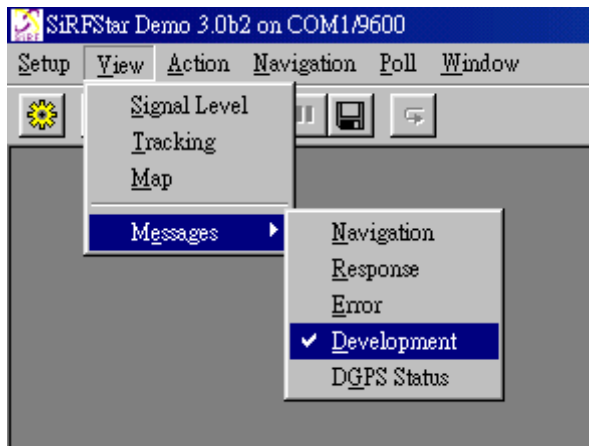 SiRFStar Demo 3.0b2 on COM1/9600
Setup View Action Navigation Poll Window
Signal Level
Tracking
Map
Messages
Navigation
Response
Error
Development
DGPS Status